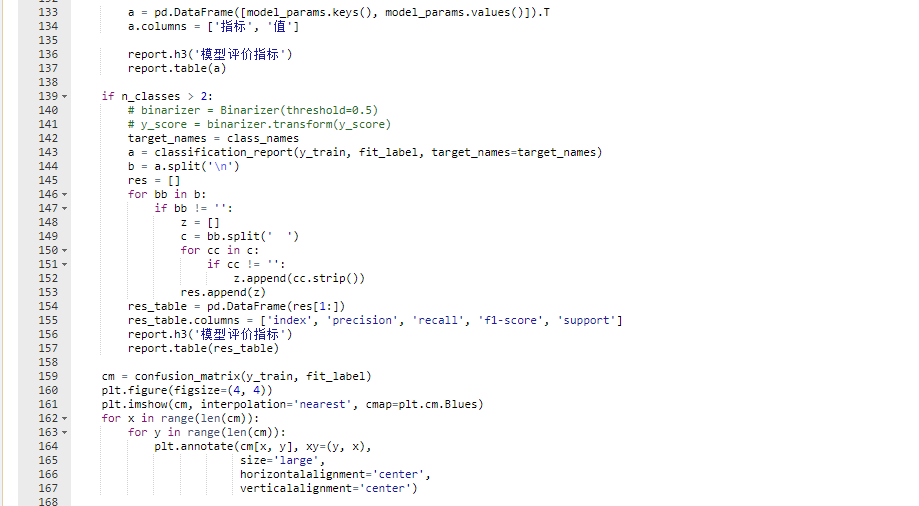 133 a = pd.DataFrame([model_params.keys(), model_params.values()]).T
134 a.columns = ['指标', '值']
135
136 report.h3('模型评价指标')
137 report.table(a)
138
139 if n_classes > 2:
140 # binarizer = Binarizer(threshold=0.5)
141 # y_score = binarizer.transform(y_score)
142 target_names = class_names
143 a = classification_report(y_train, fit_label, target_names=target_names)
144 b = a.split('\n')
145 res = []
146 for bb in b:
147 if bb != '':
148 z = []
149 c = bb.split('  ')
150 for cc in c:
151 if cc != '':
152 z.append(cc.strip())
153 res.append(z)
154 res_table = pd.DataFrame(res[1:])
155 res_table.columns = ['index', 'precision', 'recall', 'f1-score', 'support']
156 report.h3('模型评价指标')
157 report.table(res_table)
158
159 cm = confusion_matrix(y_train, fit_label)
160 plt.figure(figsize=(4, 4))
161 plt.imshow(cm, interpolation='nearest', cmap=plt.cm.Blues)
162 for x in range(len(cm)):
163 for y in range(len(cm)):
164 plt.annotate(cm[x, y], xy=(y, x),
165 size='large',
166 horizontalalignment='center',
167 verticalalignment='center')
168